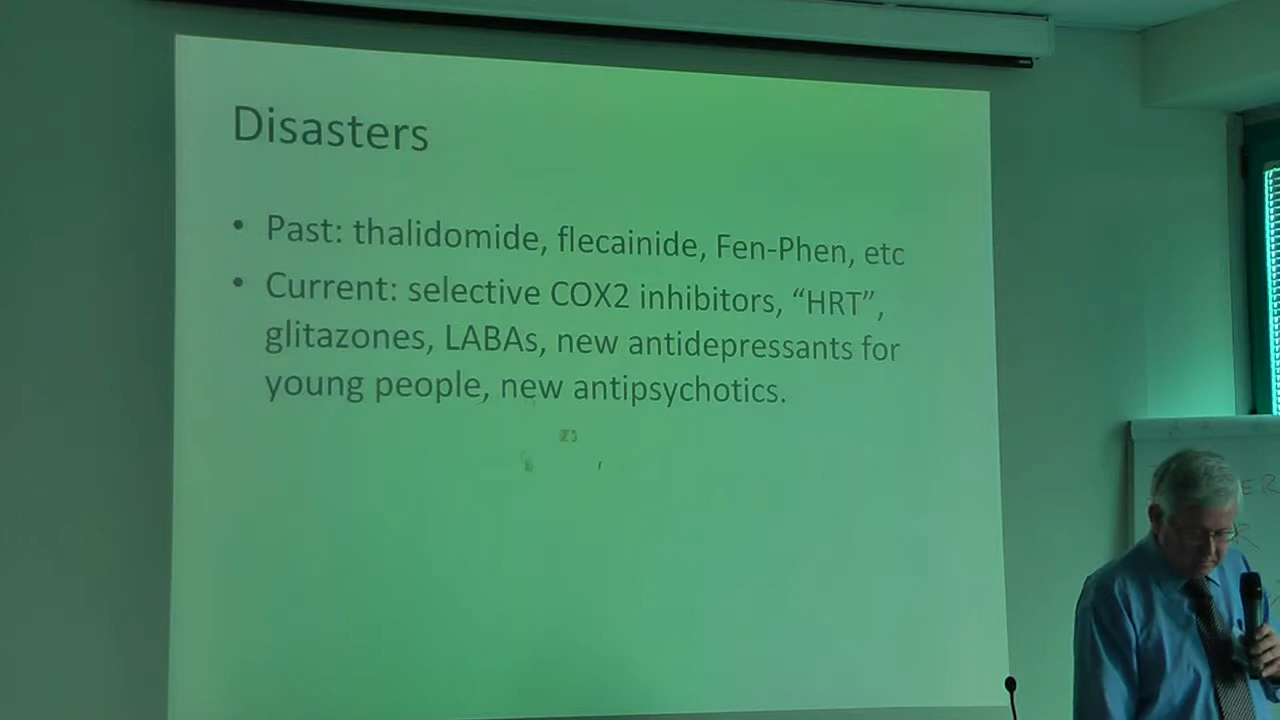 Disasters
• Past: thalidomide, flecainide, Fen-Phen, etc
• Current: selective COX2 inhibitors, “HRT”,
glitazones, LABAs, new antidepressants for
young people, new antipsychotics.